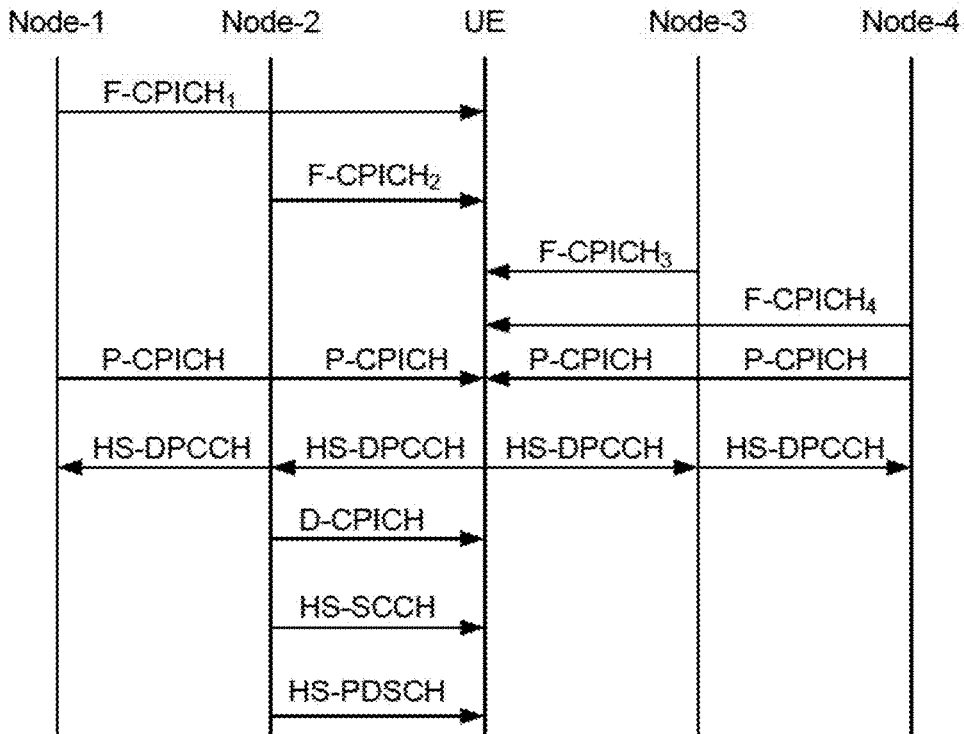 Node-1 Node-2 UE Node-3 Node-4
F-CPICH₁
F-CPICH₂
F-CPICH₃
F-CPICH₄
P-CPICH P-CPICH P-CPICH P-CPICH
HS-DPCCH HS-DPCCH HS-DPCCH HS-DPCCH
D-CPICH
HS-SCCH
HS-PDSCH